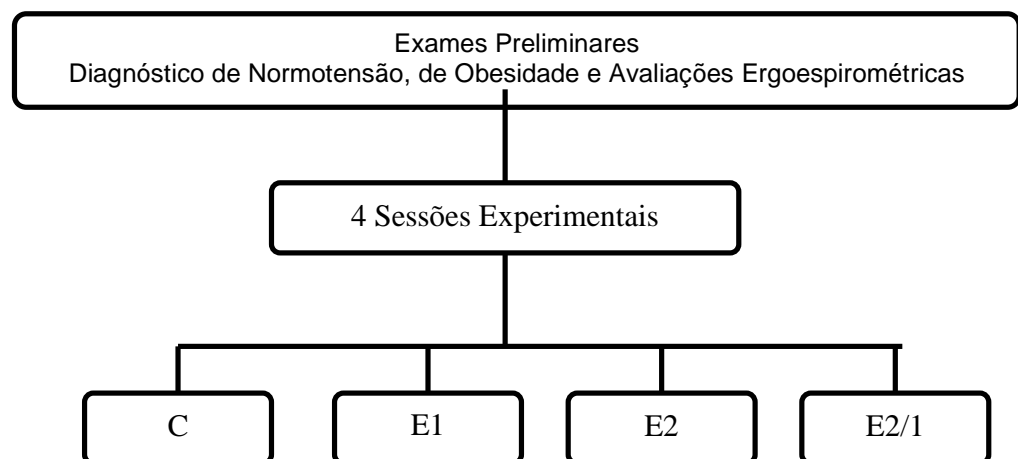 Exames Preliminares
Diagnóstico de Normotensão, de Obesidade e Avaliações Ergoespirométricas
4 Sessões Experimentais
C
E1
E2
E2/1